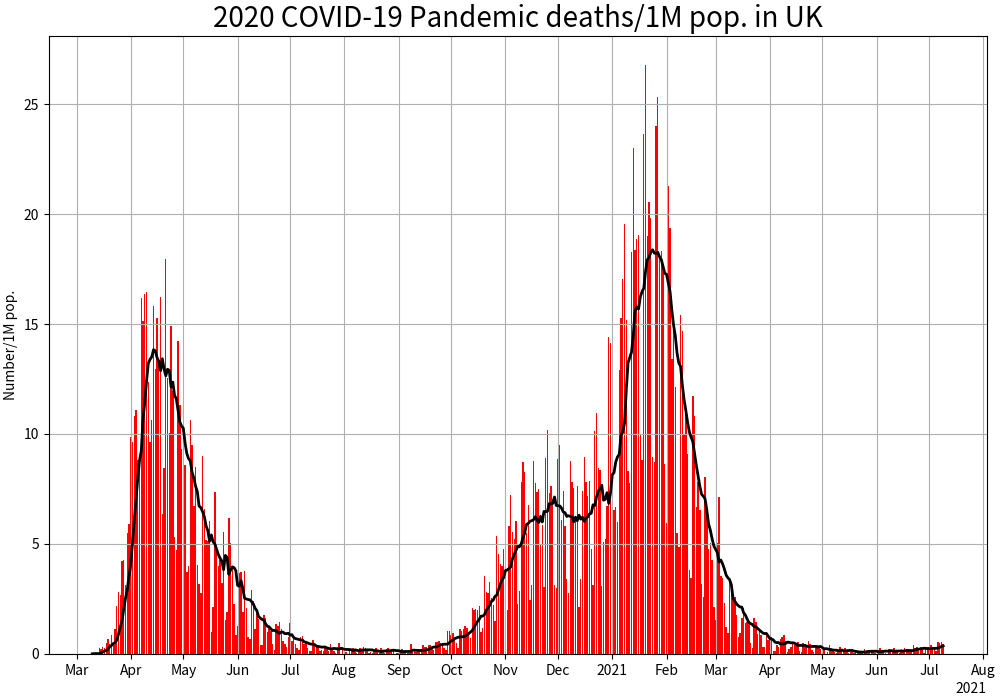 2020 COVID-19 Pandemic deaths/1M pop. in UK
Number/1M pop.
25
20
15
10
5
0
Mar Apr May Jun Jul Aug Sep Oct Nov Dec 2021 Feb Mar Apr May Jun Jul Aug
2021